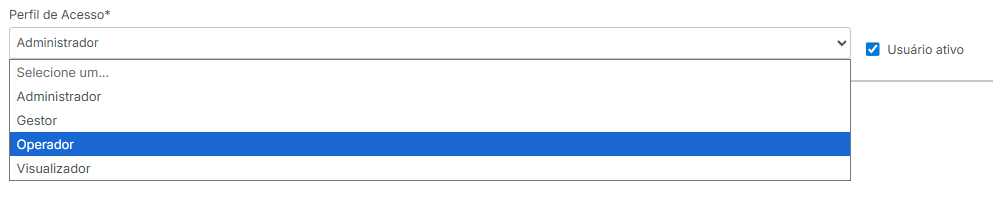 Perfil de Acesso*
Administrador
Usuário ativo
Selecione um...
Administrador
Gestor
Operador
Visualizador